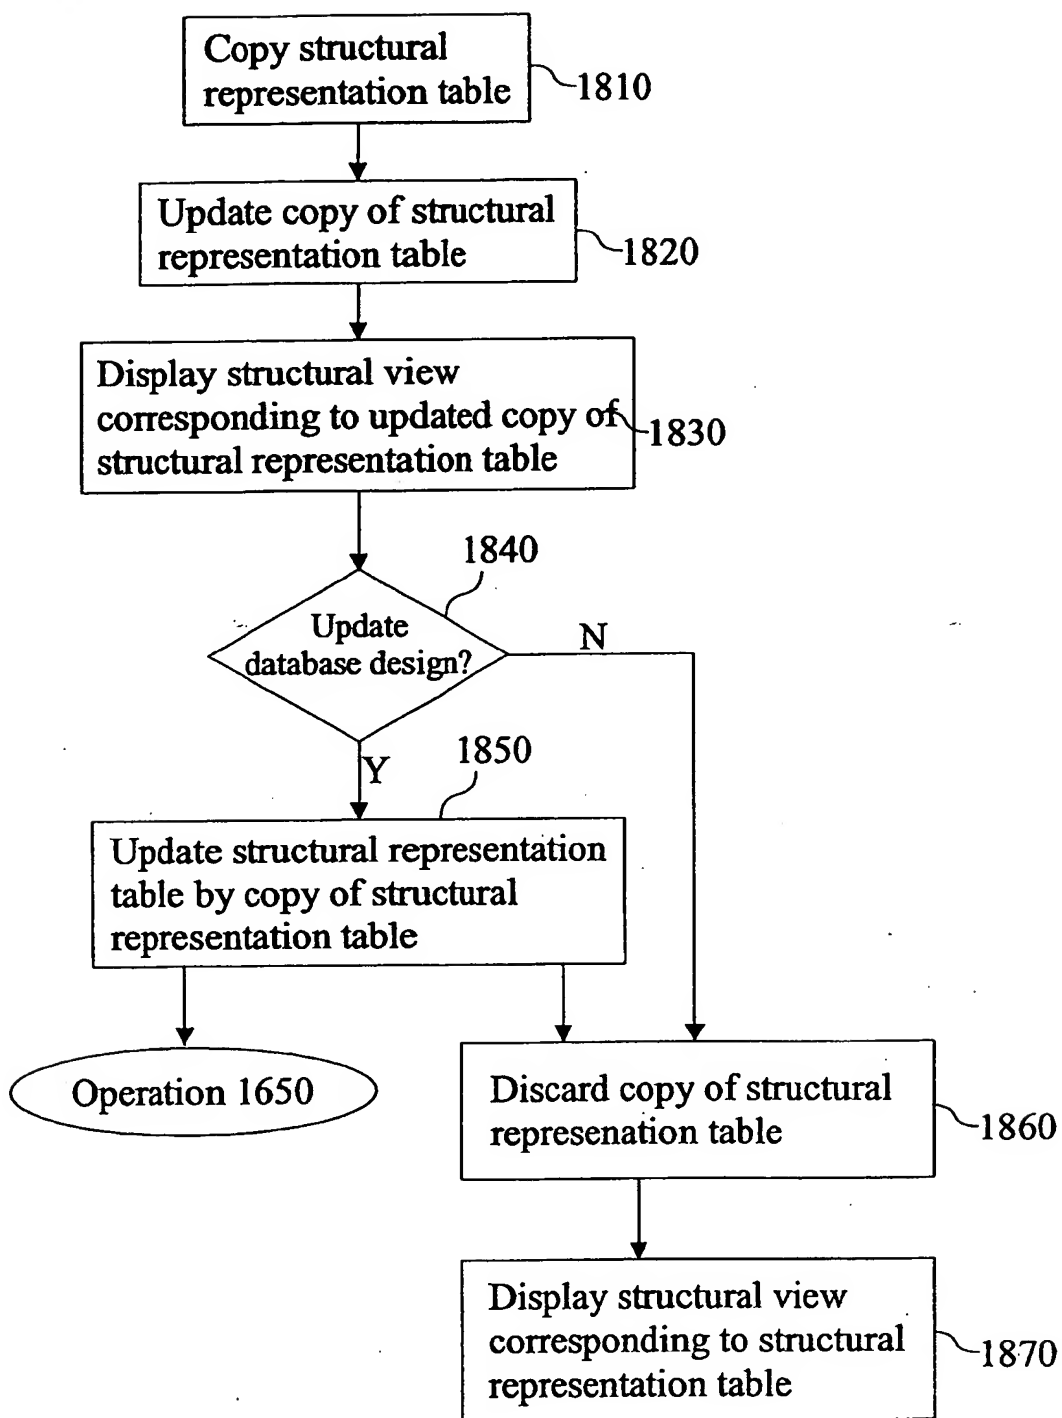 Copy structural
representation table
1810
Update copy of structural
representation table
1820
Display structural view
corresponding to updated copy of
structural representation table
1830
1840
Update
database design?
N
Y
1850
Update structural representation
table by copy of structural
representation table
Operation 1650
Discard copy of structural
represenation table
1860
Display structural view
corresponding to structural
representation table
1870